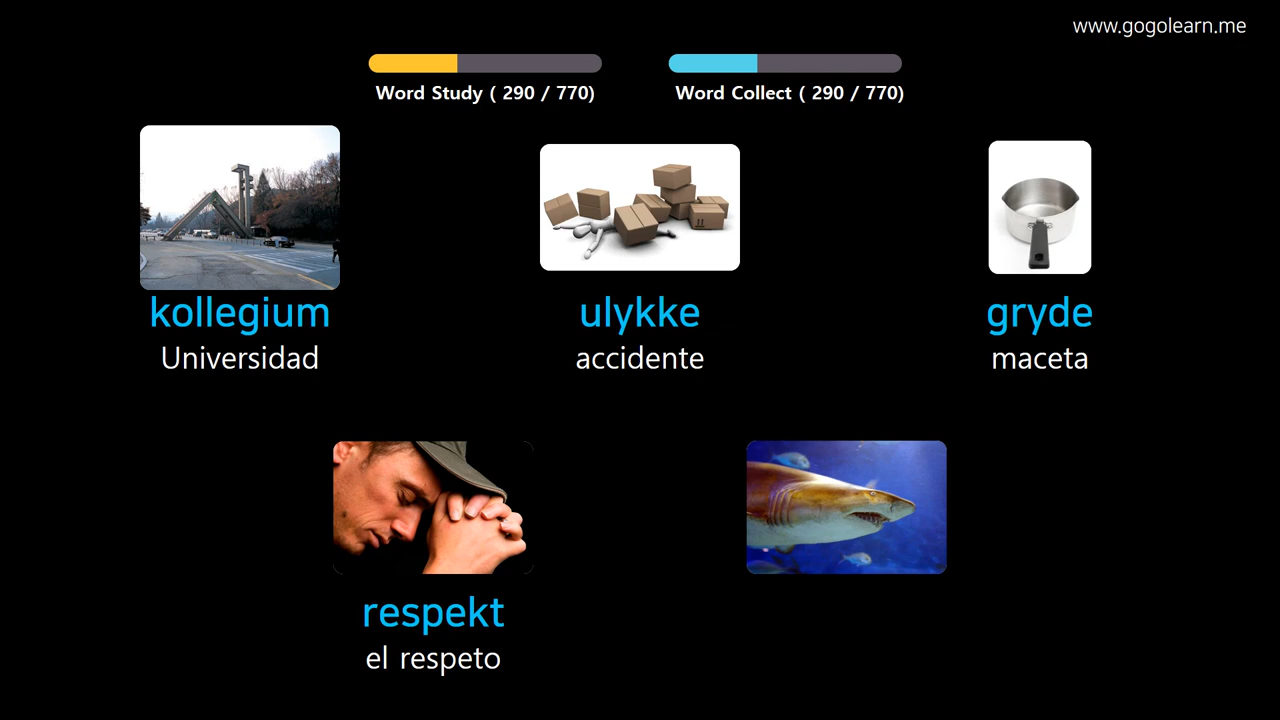 www.gogolearn.me
Word Study ( 290 / 770)
Word Collect ( 290 / 770)
kollegium
Universidad
ulykke
accidente
gryde
maceta
respekt
el respeto